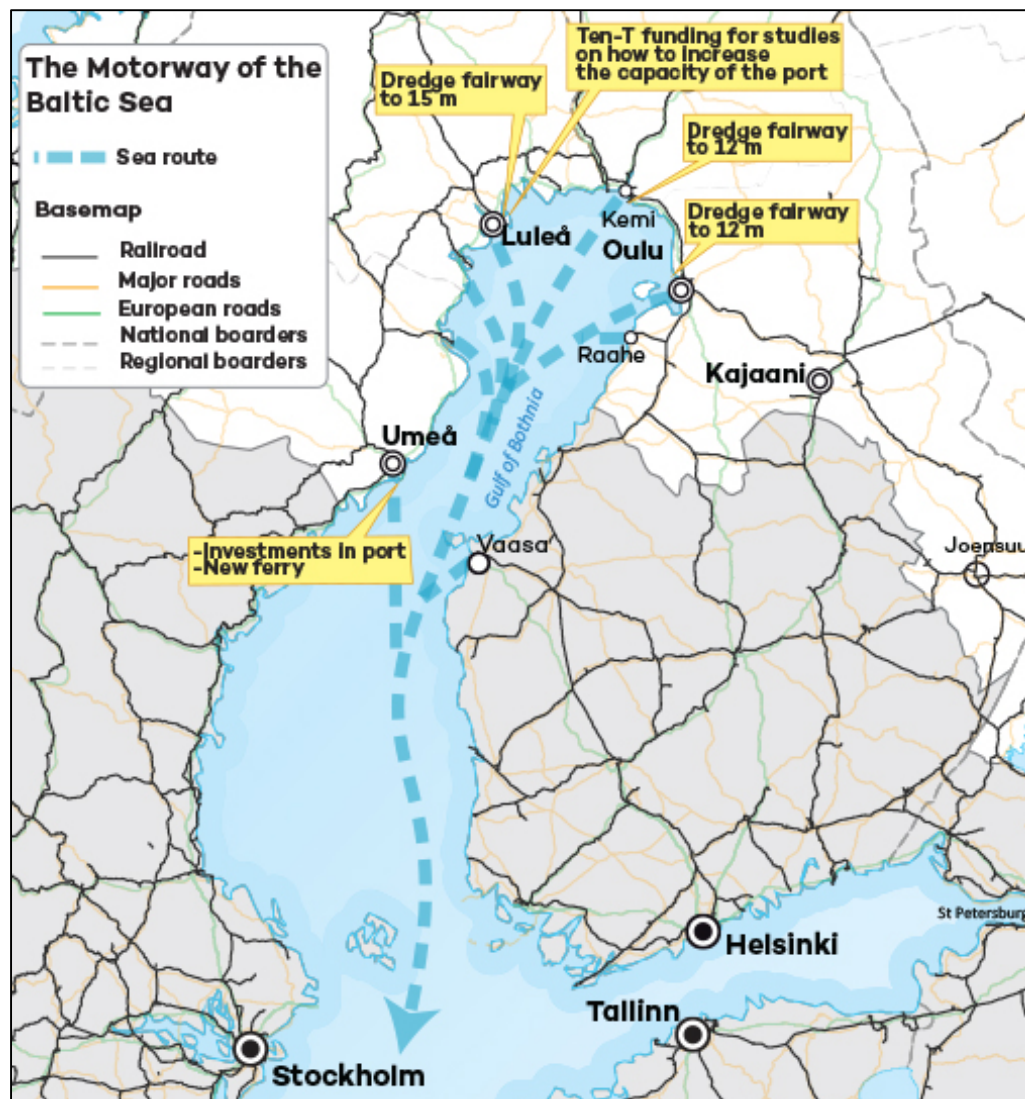 The Motorway of the
Baltic Sea
Sea route
Basemap
Railroad
Major roads
European roads
National boarders
Regional boarders
Dredge fairway
to 15 m
Ten-T funding for studies
on how to increase
the capacity of the port
Dredge fairway
to 12 m
Dredge fairway
to 12 m
Kemi
Luleå
Oulu
Raahe
Kajaani
Umeå
Gulf of Bothnia
-Investments in port
-New ferry
Vaasa
Joensuu
St Petersburg
Helsinki
Tallinn
Stockholm